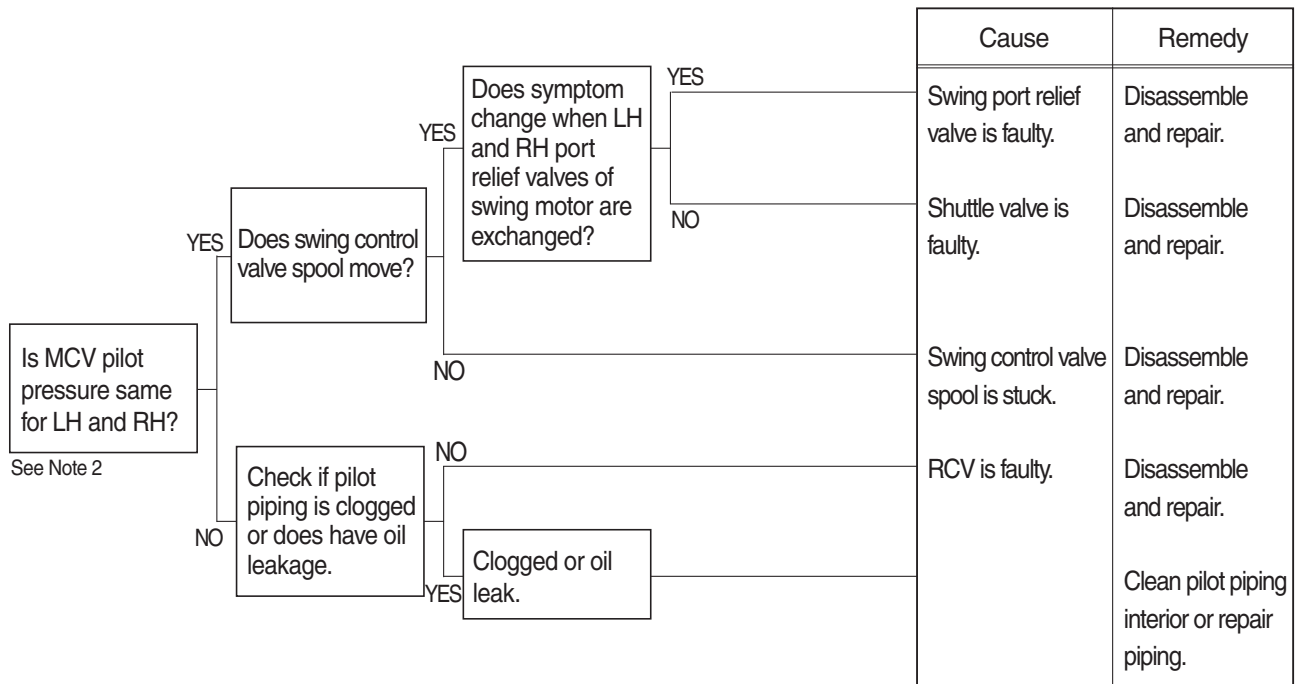 Cause
Remedy
YES
Does symptom
change when LH
and RH port
relief valves of
swing motor are
exchanged?
Swing port relief
valve is faulty.
Disassemble
and repair.
YES
NO
Shuttle valve is
faulty.
Disassemble
and repair.
YES
Does swing control
valve spool move?
NO
Swing control valve
spool is stuck.
Disassemble
and repair.
Is MCV pilot
pressure same
for LH and RH?
See Note 2
NO
Check if pilot
piping is clogged
or does have oil
leakage.
NO
RCV is faulty.
Disassemble
and repair.
YES
Clogged or oil
leak.
Clean pilot piping
interior or repair
piping.